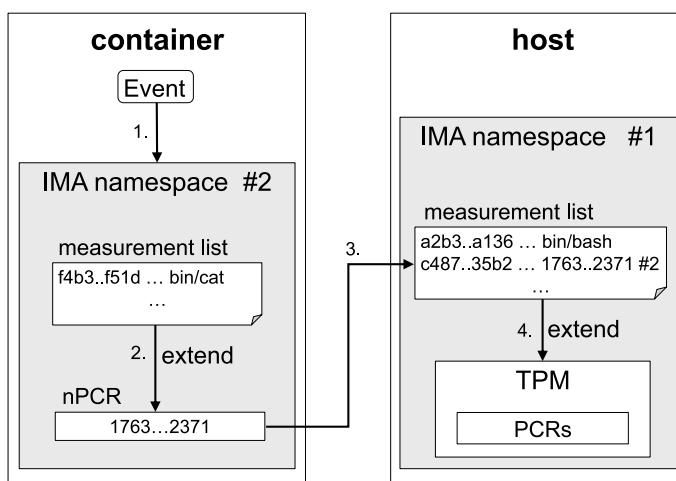 container
Event
1.
IMA namespace #2
measurement list
f4b3..f51d … bin/cat
…
2.
extend
nPCR
1763…2371
3.
host
IMA namespace #1
measurement list
a2b3..a136 … bin/bash
c487..35b2 … 1763..2371 #2
…
4.
extend
TPM
PCRs